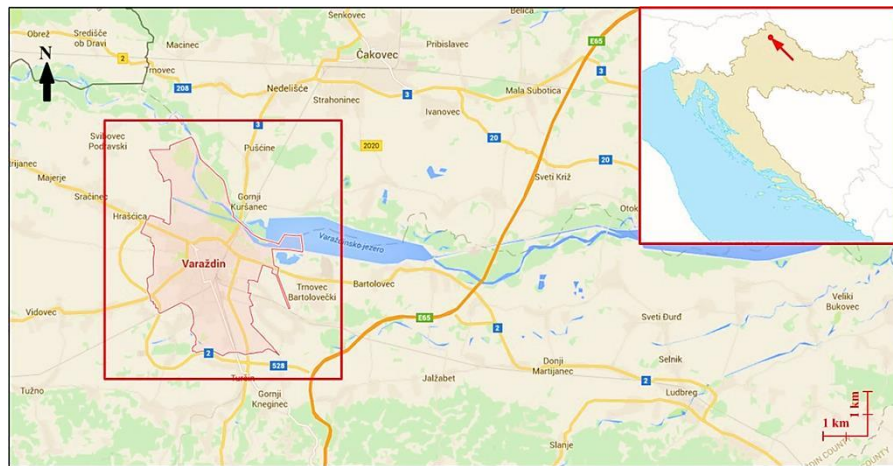 Obrež
Središče
ob Dravi
Macinec
Senkovec
Belica
Čakovec
Pribislavec
E65
N
2
Trnovec
208
Nedelišće
3
3
Mala Subotica
Strahoninec
Ivanovec
3
Svibovec
Podravski
2020
20
Pušćine
20
Majerje
Sračinec
Sveti Križ
Gornji
Kuršanec
Hrašćica
Varaždinsko jezero
Varaždin
Trnovec
Bartolovečki
Bartolovec
Vidovec
E65
2
Sveti Đurđ
Veliki
Bukovec
2
528
Donji
Martijanec
Selnik
Turčin
Jalžabet
2
Tužno
Gornji
Kneginec
Ludbreg
1 km
1 km
Slanje